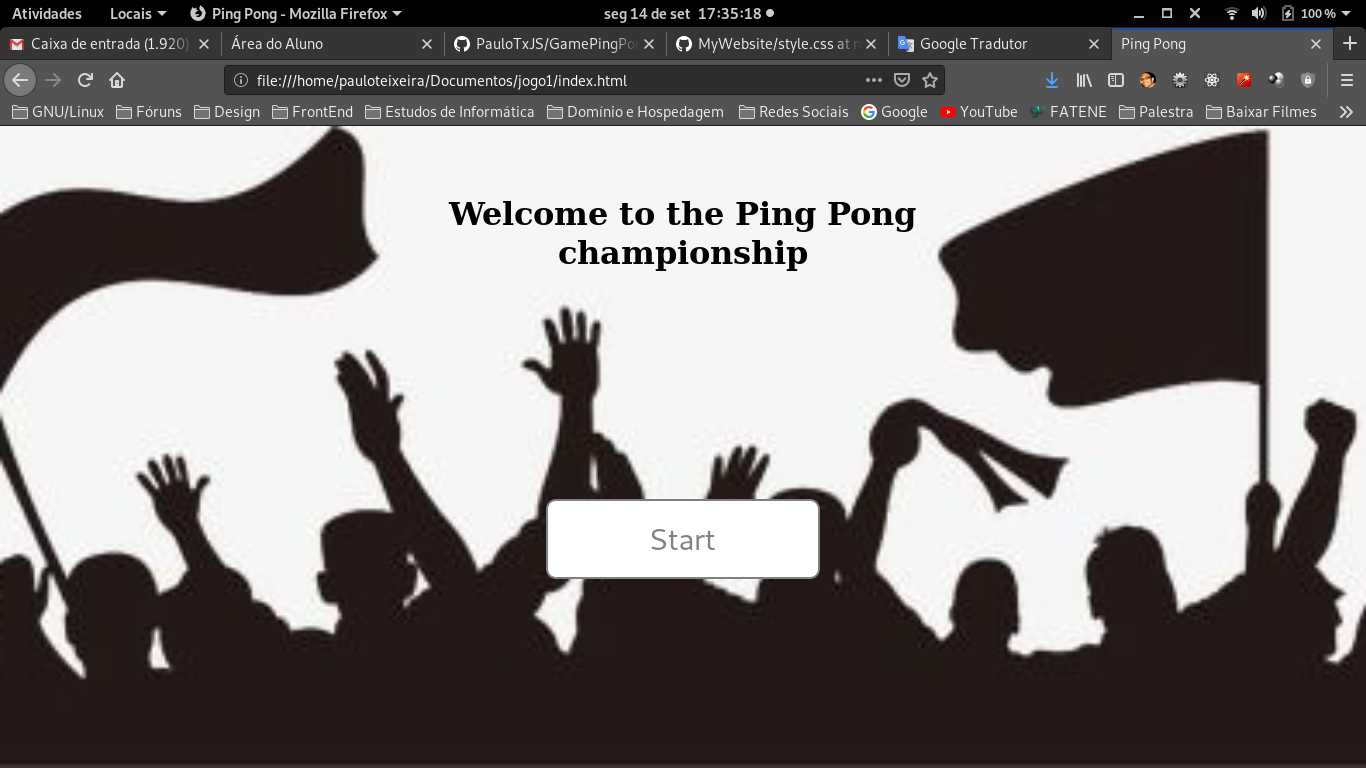 Atividades Locais Ping Pong - Mozilla Firefox seg 14 de set 17:35:18 100 %
Caixa de entrada (1.920) Área do Aluno PauloTxJS/GamePingPo MyWebsite/style.css at Google Tradutor Ping Pong
file:///home/pauloteixeira/Documentos/jogo1/index.html
GNU/Linux Fóruns Design FrontEnd Estudos de Informática Domínio e Hospedagem Redes Sociais Google YouTube FATENE Palestra Baixar Filmes
Welcome to the Ping Pong
championship
Start